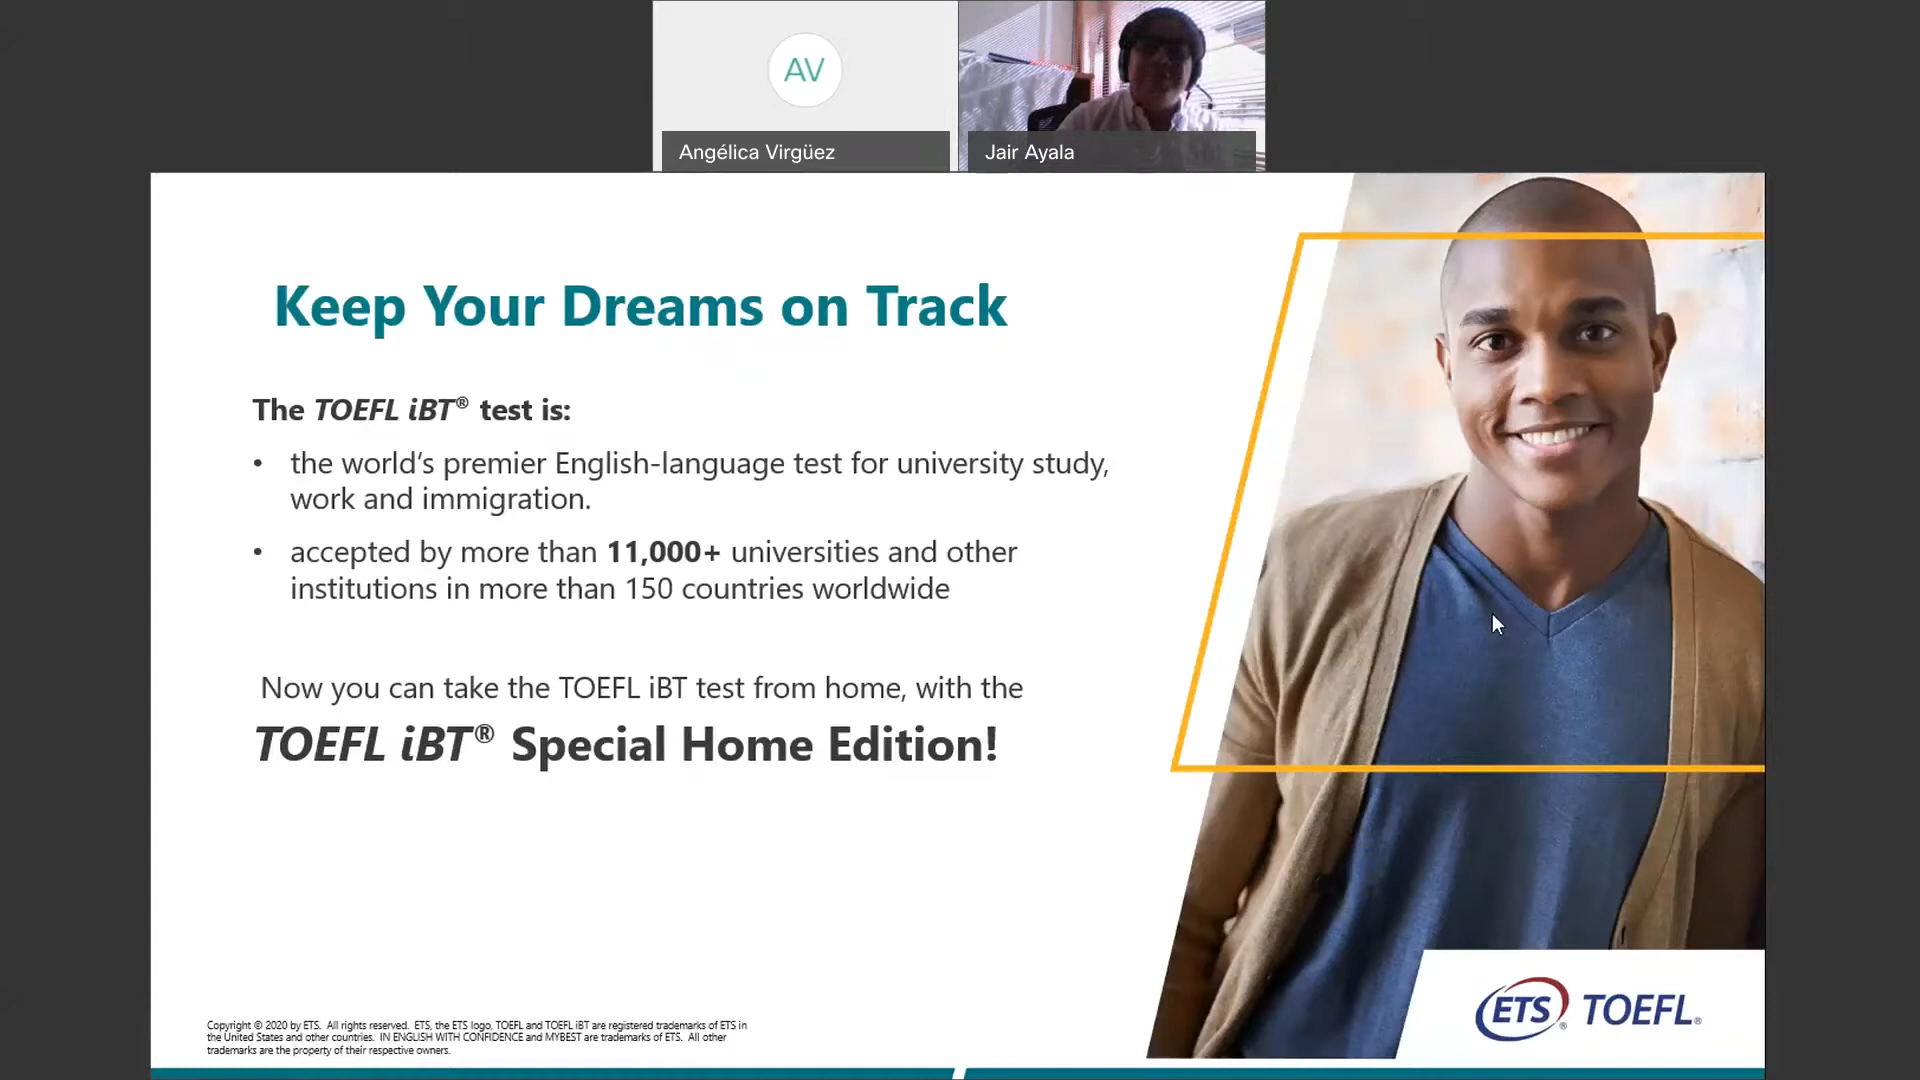 AV
Angélica Virgüez
Jair Ayala
Keep Your Dreams on Track
The TOEFL iBT® test is:
• the world’s premier English-language test for university study,
work and immigration.
• accepted by more than 11,000+ universities and other
institutions in more than 150 countries worldwide
Now you can take the TOEFL iBT test from home, with the
TOEFL iBT® Special Home Edition!
Copyright © 2020 by ETS. All rights reserved. ETS, the ETS logo, TOEFL and TOEFL iBT are registered trademarks of ETS in
the United States and other countries. IN ENGLISH WITH CONFIDENCE and MYBEST are trademarks of ETS. All other
trademarks are the property of their respective owners.
ETS® TOEFL®